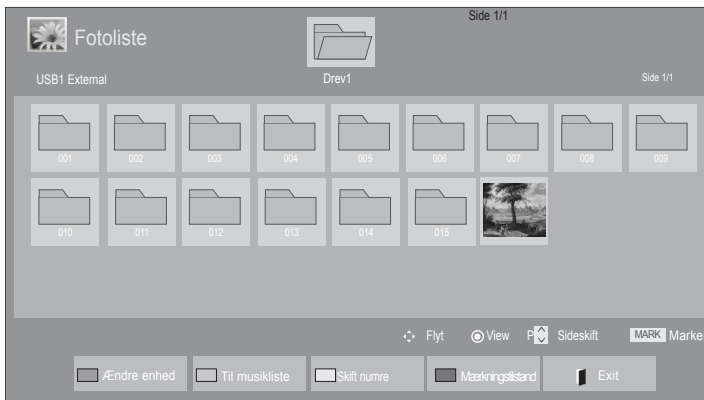 Side 1/1
Fotoliste
USB1 External
Drev1
Side 1/1
001 002 003 004 005 006 007 008 009
010 011 012 013 014 015
Flyt View P Sideskift MARK Marke
Ændre enhed Til musikliste Skift numre Mærkningstilstand Exit